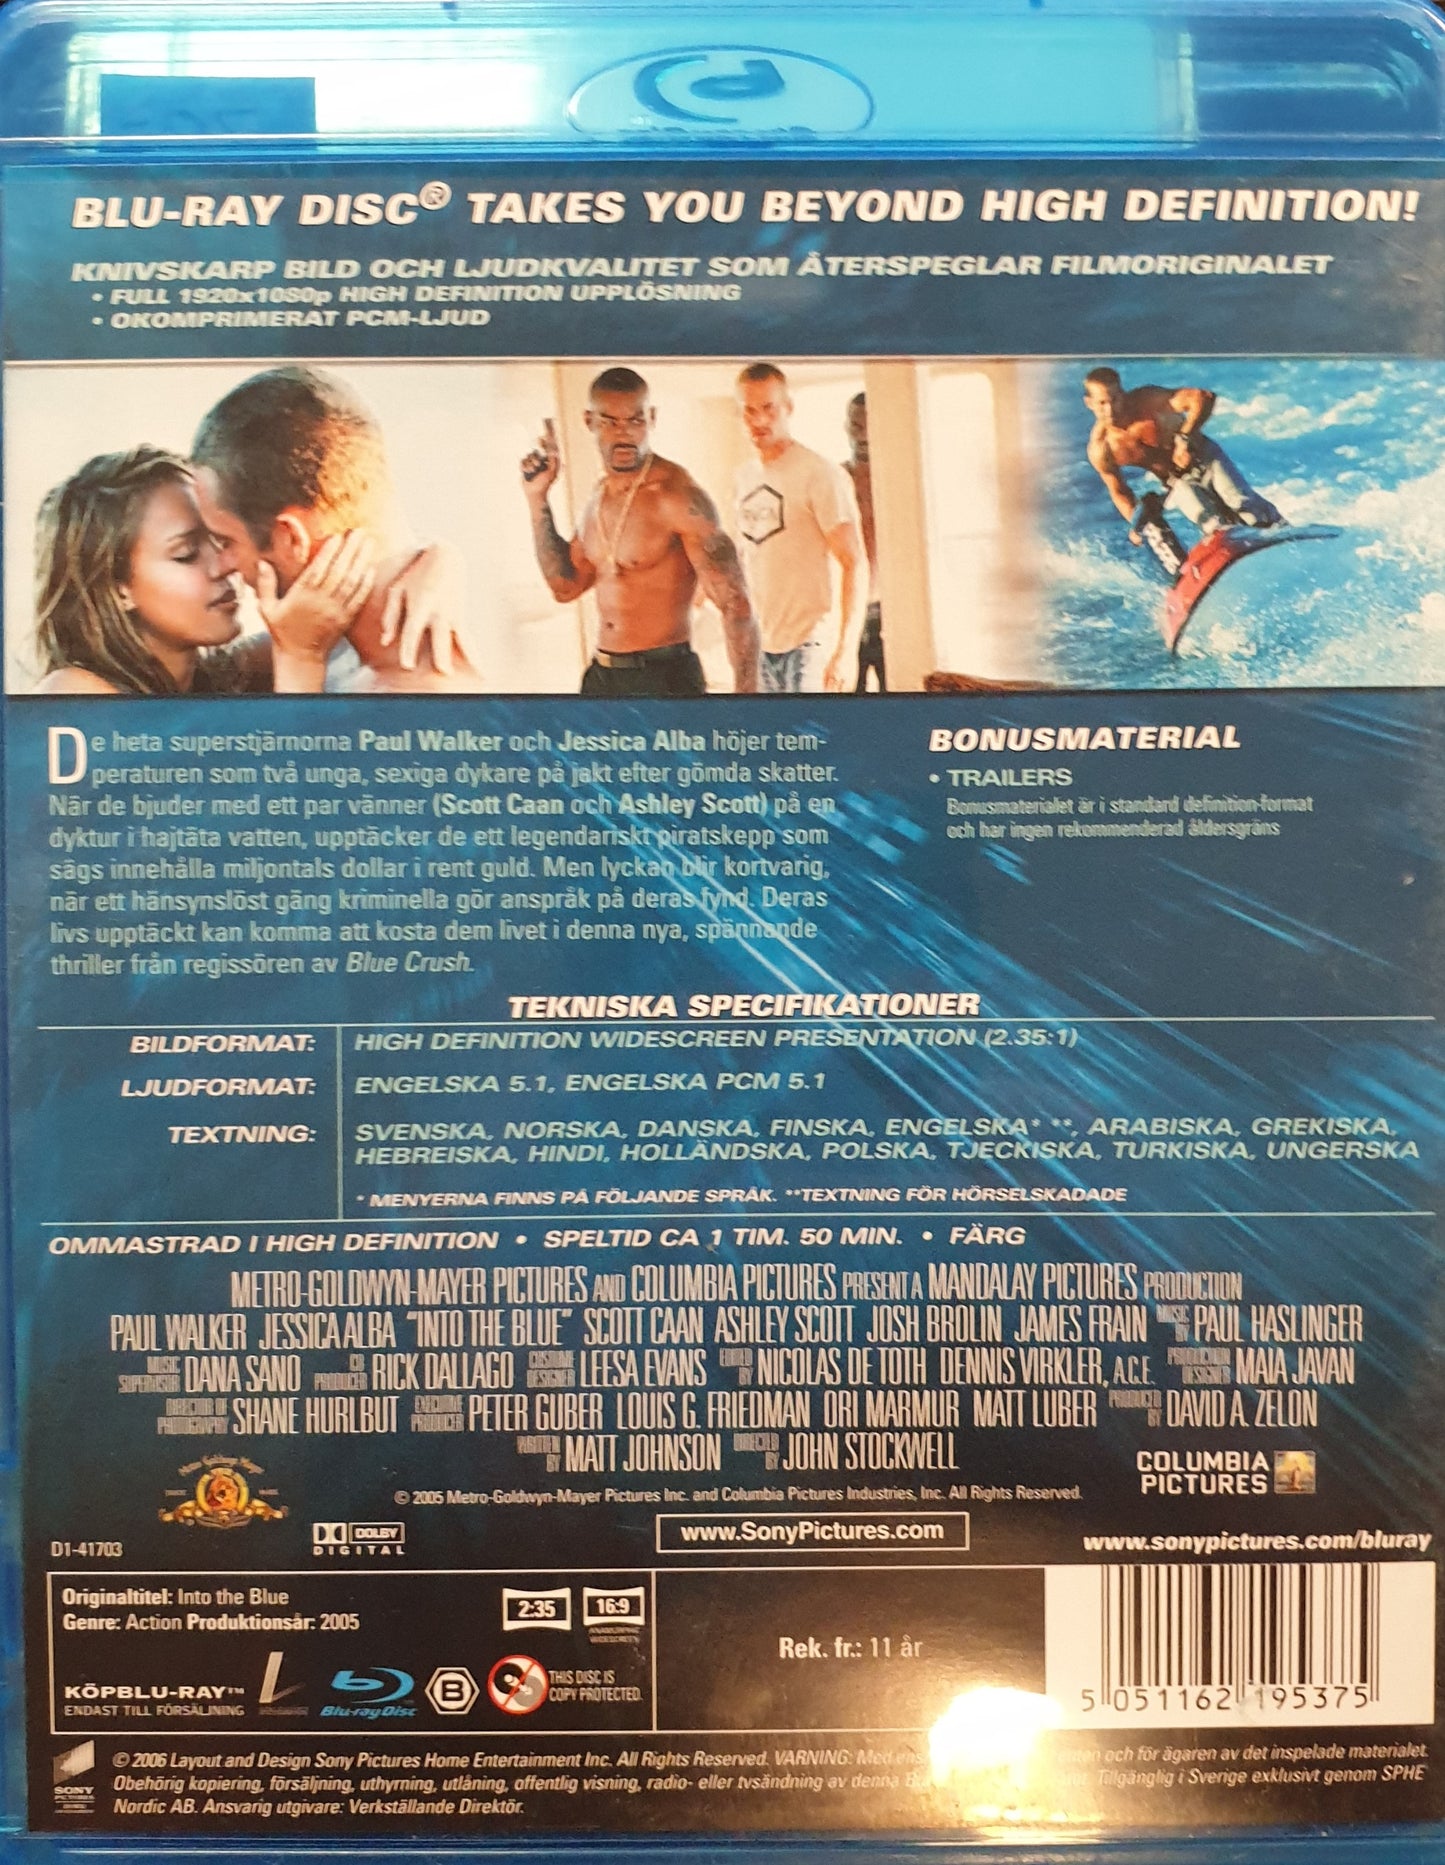 BLU-RAY DISC® TAKES YOU BEYOND HIGH DEFINITION!
KNIVSKARP BILD OCH LJUDKVALITET SOM ÅTERSPEGLAR FILMORIGINALET
• FULL 1920x1080p HIGH DEFINITION UPPLÖSNING
• OKOMPRIMERAT PCM-LJUD
De heta superstjärnorna Paul Walker och Jessica Alba höjer tem-
peraturen som två unga, sexiga dykare på jakt efter gömda skatter.
När de bjuder med ett par vänner (Scott Caan och Ashley Scott) på en
dyktur i hajtäta vatten, upptäcker de ett legendariskt piratskepp som
sägs innehålla miljontals dollar i rent guld. Men lyckan blir kortvarig,
när ett hänsynslöst gäng kriminella gör anspråk på deras fynd. Deras
livs upptäckt kan komma att kosta dem livet i denna nya, spännande
thriller från regissören av Blue Crush.
BONUSMATERIAL
• TRAILERS
Bonusmaterialet är i standard definition-format
och har ingen rekommenderad åldersgräns
TEKNISKA SPECIFIKATIONER
BILDFORMAT: HIGH DEFINITION WIDESCREEN PRESENTATION (2.35:1)
LJUDFORMAT: ENGELSKA 5.1, ENGELSKA PCM 5.1
TEXTNING: SVENSKA, NORSKA, DANSKA, FINSKA, ENGELSKA* **, ARABISKA, GREKISKA,
HEBREISKA, HINDI, HOLLÄNDSKA, POLSKA, TJECKISKA, TURKISKA, UNGERSKA
* MENYERNA FINNS PÅ FÖLJANDE SPRÅK. **TEXTNING FÖR HÖRSELSKADADE
OMMASTRAD I HIGH DEFINITION • SPELTID CA 1 TIM. 50 MIN. • FÄRG
METRO-GOLDWYN-MAYER PICTURES AND COLUMBIA PICTURES PRESENT A MANDALAY PICTURES PRODUCTION
PAUL WALKER JESSICA ALBA "INTO THE BLUE" SCOTT CAAN ASHLEY SCOTT JOSH BROLIN JAMES FRAIN MUSIC BY PAUL HASLINGER
MUSIC SUPERVISOR DANA SANO CO PRODUCER RICK DALLAGO COSTUME DESIGNER LEESA EVANS EDITED BY NICOLAS DE TOTH DENNIS VIRKLER, A.C.E. PRODUCTION DESIGNER MAIA JAVAN
DIRECTOR OF PHOTOGRAPHY SHANE HURLBUT EXECUTIVE PRODUCER PETER GUBER LOUIS G. FRIEDMAN ORI MARMUR MATT LUBER PRODUCED BY DAVID A. ZELON
WRITTEN BY MATT JOHNSON DIRECTED BY JOHN STOCKWELL
COLUMBIA
PICTURES
© 2005 Metro-Goldwyn-Mayer Pictures Inc. and Columbia Pictures Industries, Inc. All Rights Reserved.
D1-41703
DOLBY
DIGITAL
www.SonyPictures.com
www.sonypictures.com/bluray
Originaltitel: Into the Blue
Genre: Action Produktionsår: 2005
2:35
16:9
ANAMORPHIC
WIDESCREEN
Rek. fr.: 11 år
KÖPBLU-RAY™
ENDAST TILL FÖRSÄLJNING
Blu-ray Disc
B
THIS DISC IS
COPY PROTECTED.
5 051162 195375
SONY
PICTURES
© 2006 Layout and Design Sony Pictures Home Entertainment Inc. All Rights Reserved. VARNING: Med ens och för ägaren av det inspelade materialet.
Obehörig kopiering, försäljning, uthyrning, utlåning, offentlig visning, radio- eller tvsändning av denna Tillgänglig i Sverige exklusivt genom SPHE
Nordic AB. Ansvarig utgivare: Verkställande Direktör.